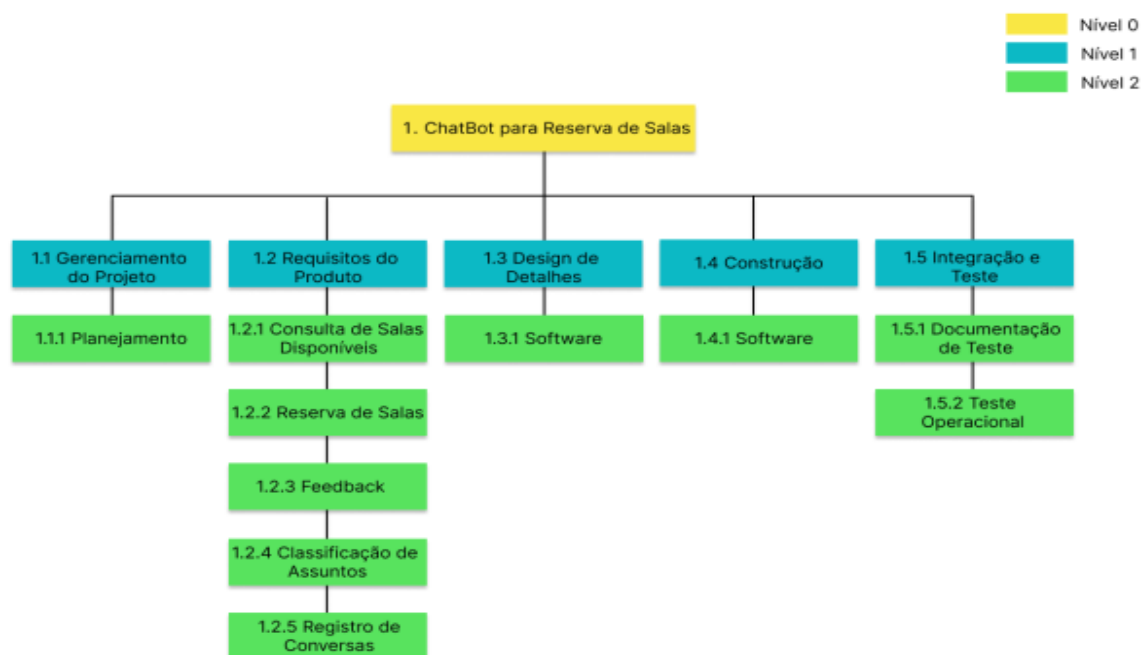 Nível 0
Nível 1
Nível 2
1. ChatBot para Reserva de Salas
1.1 Gerenciamento
do Projeto
1.2 Requisitos do
Produto
1.3 Design de
Detalhes
1.4 Construção
1.5 Integração e
Teste
1.1.1 Planejamento
1.2.1 Consulta de Salas
Disponíveis
1.3.1 Software
1.4.1 Software
1.5.1 Documentação
de Teste
1.2.2 Reserva de Salas
1.5.2 Teste
Operacional
1.2.3 Feedback
1.2.4 Classificação de
Assuntos
1.2.5 Registro de
Conversas